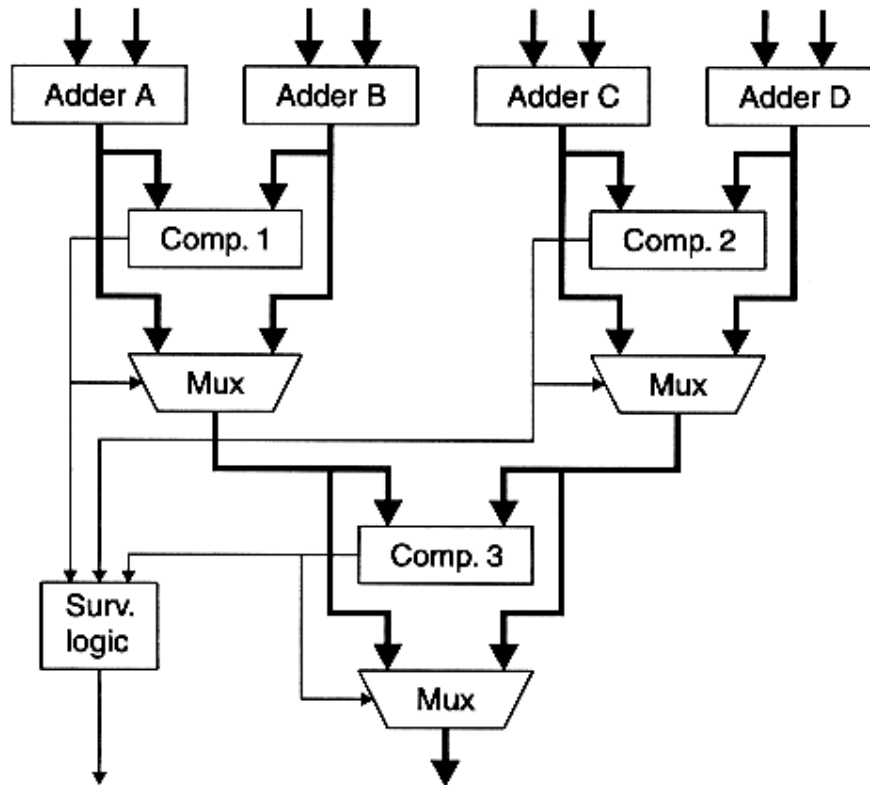 Adder A
Adder B
Adder C
Adder D
Comp. 1
Comp. 2
Mux
Mux
Comp. 3
Surv.
logic
Mux